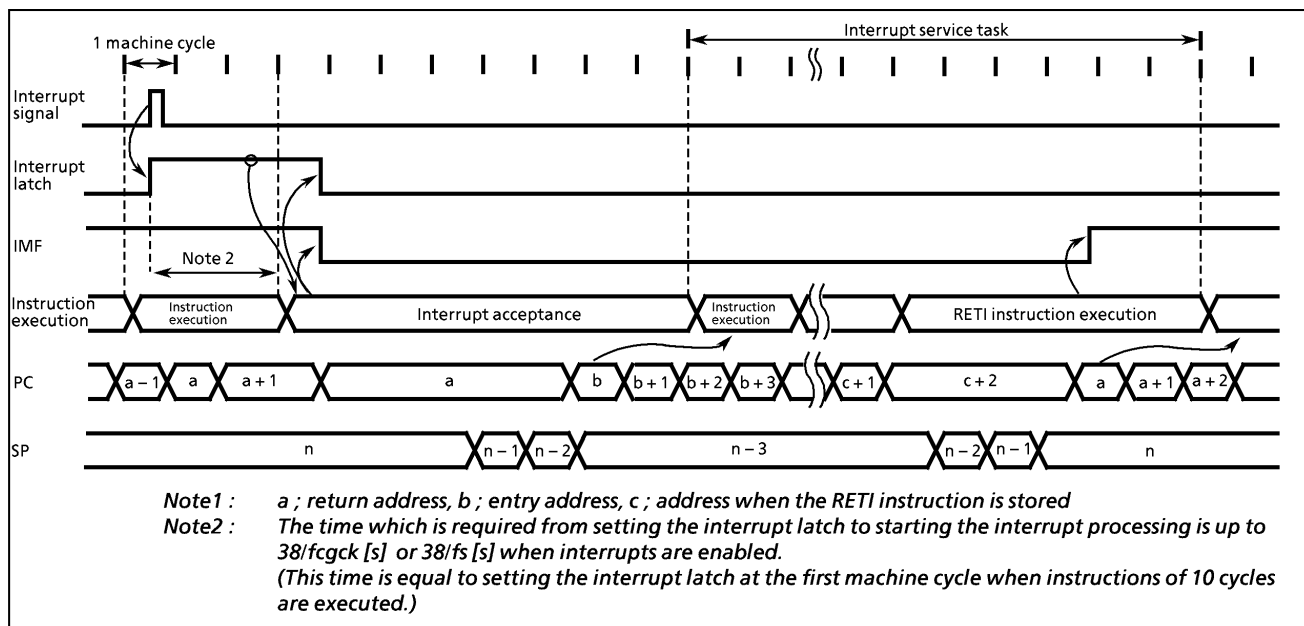 Interrupt service task
1 machine cycle
Interrupt
signal
Interrupt
latch
IMF
Note 2
Instruction
execution
Instruction
execution
Interrupt acceptance
Instruction
execution
RETI instruction execution
PC
a – 1
a
a + 1
a
b
b + 1
b + 2
b + 3
c + 1
c + 2
a
a + 1
a + 2
SP
n
n – 1
n – 2
n – 3
n – 2
n – 1
n
Note1 : a ; return address, b ; entry address, c ; address when the RETI instruction is stored
Note2 : The time which is required from setting the interrupt latch to starting the interrupt processing is up to
38/fcgck [s] or 38/fs [s] when interrupts are enabled.
(This time is equal to setting the interrupt latch at the first machine cycle when instructions of 10 cycles
are executed.)